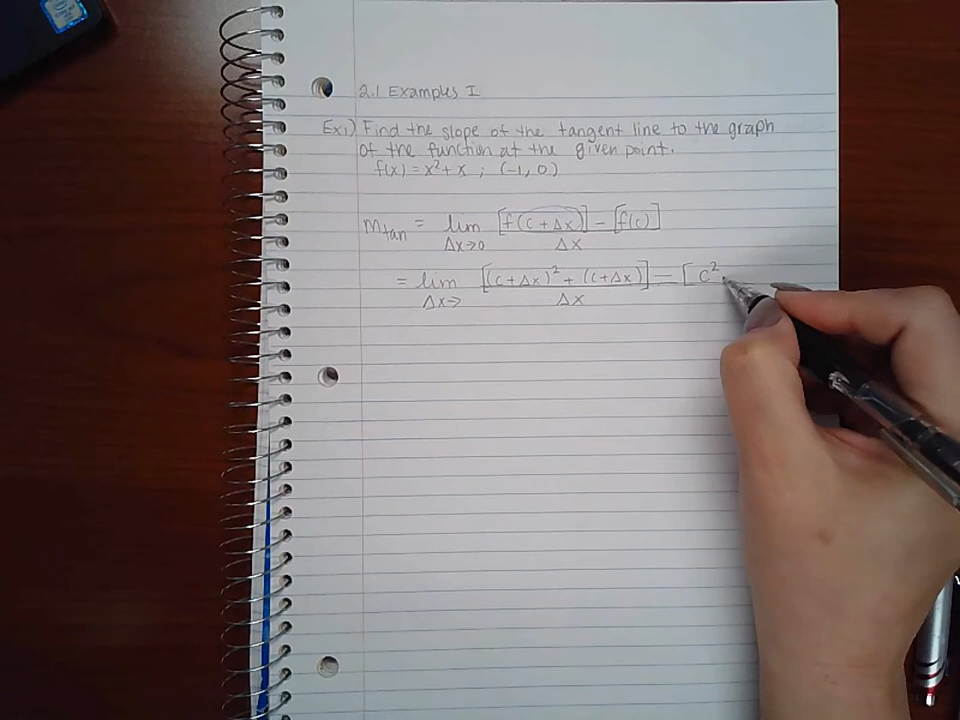 2.1 Examples I
Ex1) Find the slope of the tangent line to the graph
of the function at the given point.
f(x) = x² + x ; (-1, 0)
m_tan = lim [f(c + Δx)] - [f(c)]
Δx→0 Δx
= lim [(c+Δx)² + (c+Δx)] - [c²
Δx→ Δx